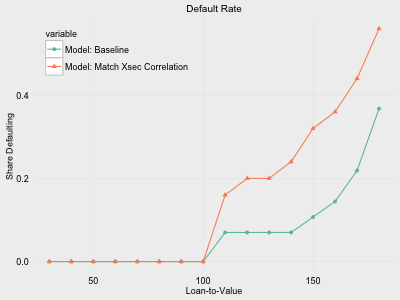 Default Rate
variable
Model: Baseline
Model: Match Xsec Correlation
Share Defaulting
0.4
0.2
0.0
50 100 150
Loan-to-Value